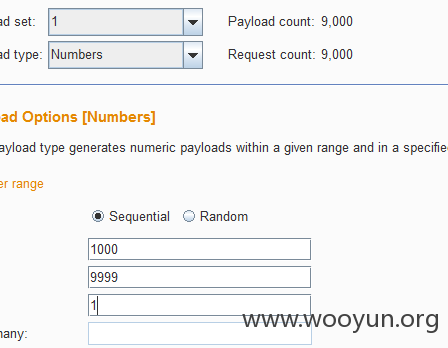 ad set: 1 Payload count: 9,000
ad type: Numbers Request count: 9,000
ad Options [Numbers]
ayload type generates numeric payloads within a given range and in a specifie
er range
Sequential Random
1000
9999
1
www.wooyun.org
many: